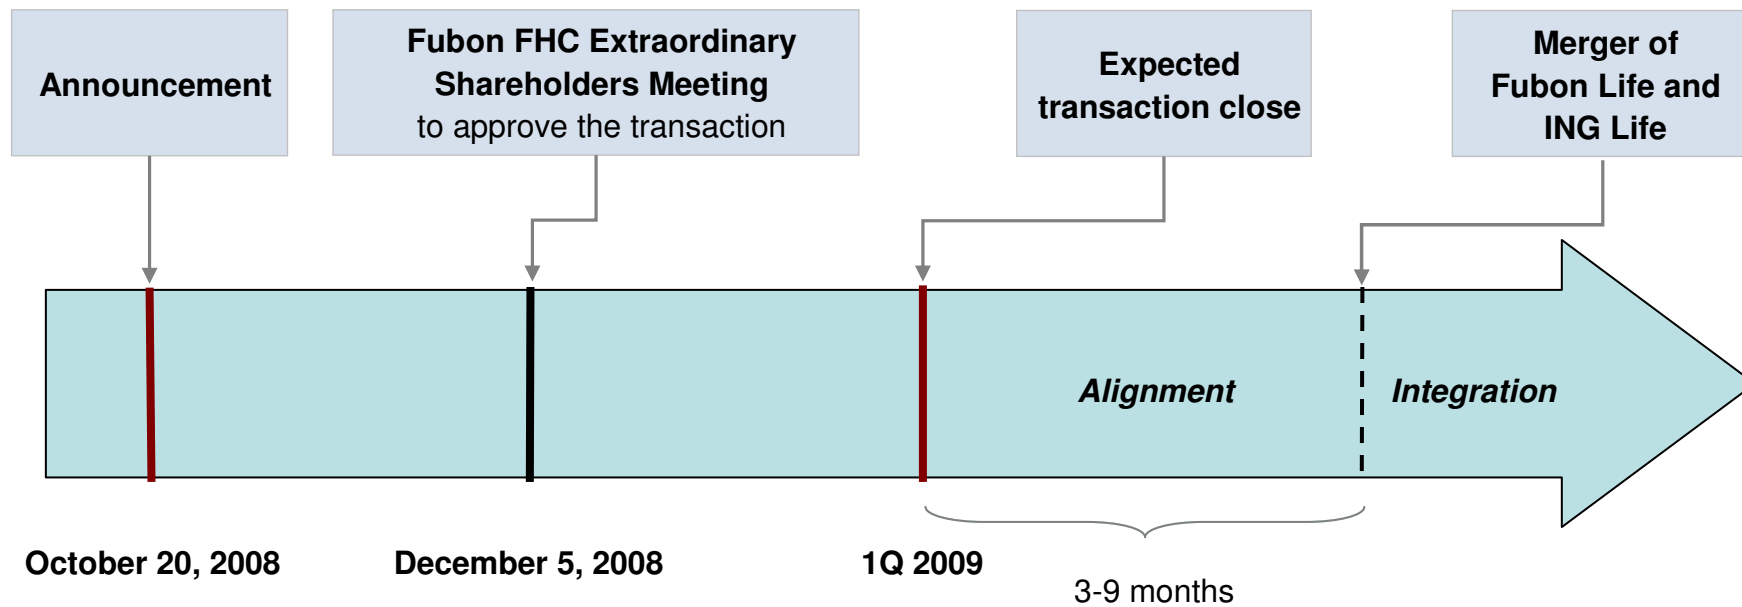 Announcement
Fubon FHC Extraordinary
Shareholders Meeting
to approve the transaction
Expected
transaction close
Merger of
Fubon Life and
ING Life
Alignment
Integration
October 20, 2008
December 5, 2008
1Q 2009
3-9 months